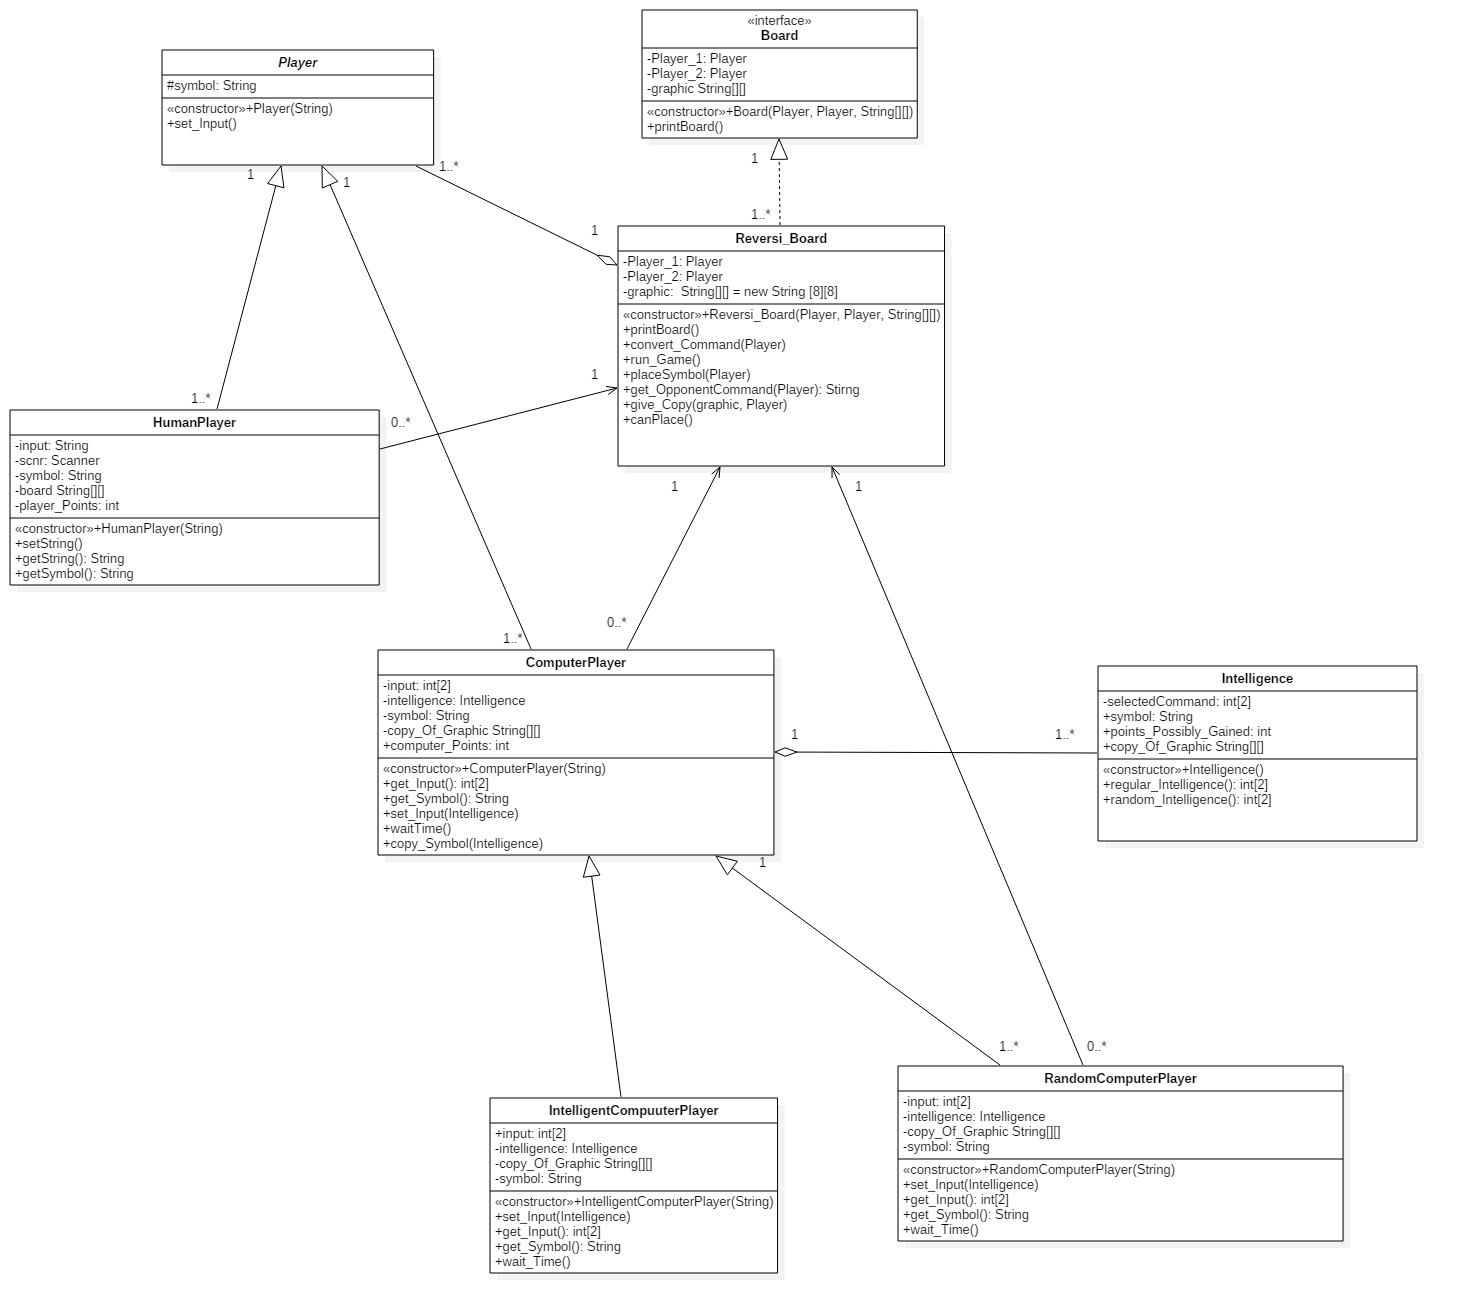 «interface»
Board
-Player_1: Player
-Player_2: Player
-graphic String[][]
«constructor»+Board(Player, Player, String[][])
+printBoard()
Player
#symbol: String
«constructor»+Player(String)
+set_Input()
1
1
1..*
1
1..*
1
Reversi_Board
-Player_1: Player
-Player_2: Player
-graphic:  String[][] = new String [8][8]
«constructor»+Reversi_Board(Player, Player, String[][])
+printBoard()
+convert_Command(Player)
+run_Game()
+placeSymbol(Player)
+get_OpponentCommand(Player): Stirng
+give_Copy(graphic, Player)
+canPlace()
1
1..*
0..*
HumanPlayer
-input: String
-scnr: Scanner
-symbol: String
-board String[][]
-player_Points: int
«constructor»+HumanPlayer(String)
+setString()
+getString(): String
+getSymbol(): String
1
1
0..*
1..*
ComputerPlayer
-input: int[2]
-intelligence: Intelligence
-symbol: String
-copy_Of_Graphic String[][]
+computer_Points: int
«constructor»+ComputerPlayer(String)
+get_Input(): int[2]
+get_Symbol(): String
+set_Input(Intelligence)
+waitTime()
+copy_Symbol(Intelligence)
1
1..*
Intelligence
-selectedCommand: int[2]
+symbol: String
+points_Possibly_Gained: int
+copy_Of_Graphic String[][]
«constructor»+Intelligence()
+regular_Intelligence(): int[2]
+random_Intelligence(): int[2]
1
1..*
0..*
IntelligentCompuuterPlayer
+input: int[2]
-intelligence: Intelligence
-copy_Of_Graphic String[][]
-symbol: String
«constructor»+IntelligentComputerPlayer(String)
+set_Input(Intelligence)
+get_Input(): int[2]
+get_Symbol(): String
+wait_Time()
RandomComputerPlayer
-input: int[2]
-intelligence: Intelligence
-copy_Of_Graphic String[][]
-symbol: String
«constructor»+RandomComputerPlayer(String)
+set_Input(Intelligence)
+get_Input(): int[2]
+get_Symbol(): String
+wait_Time()